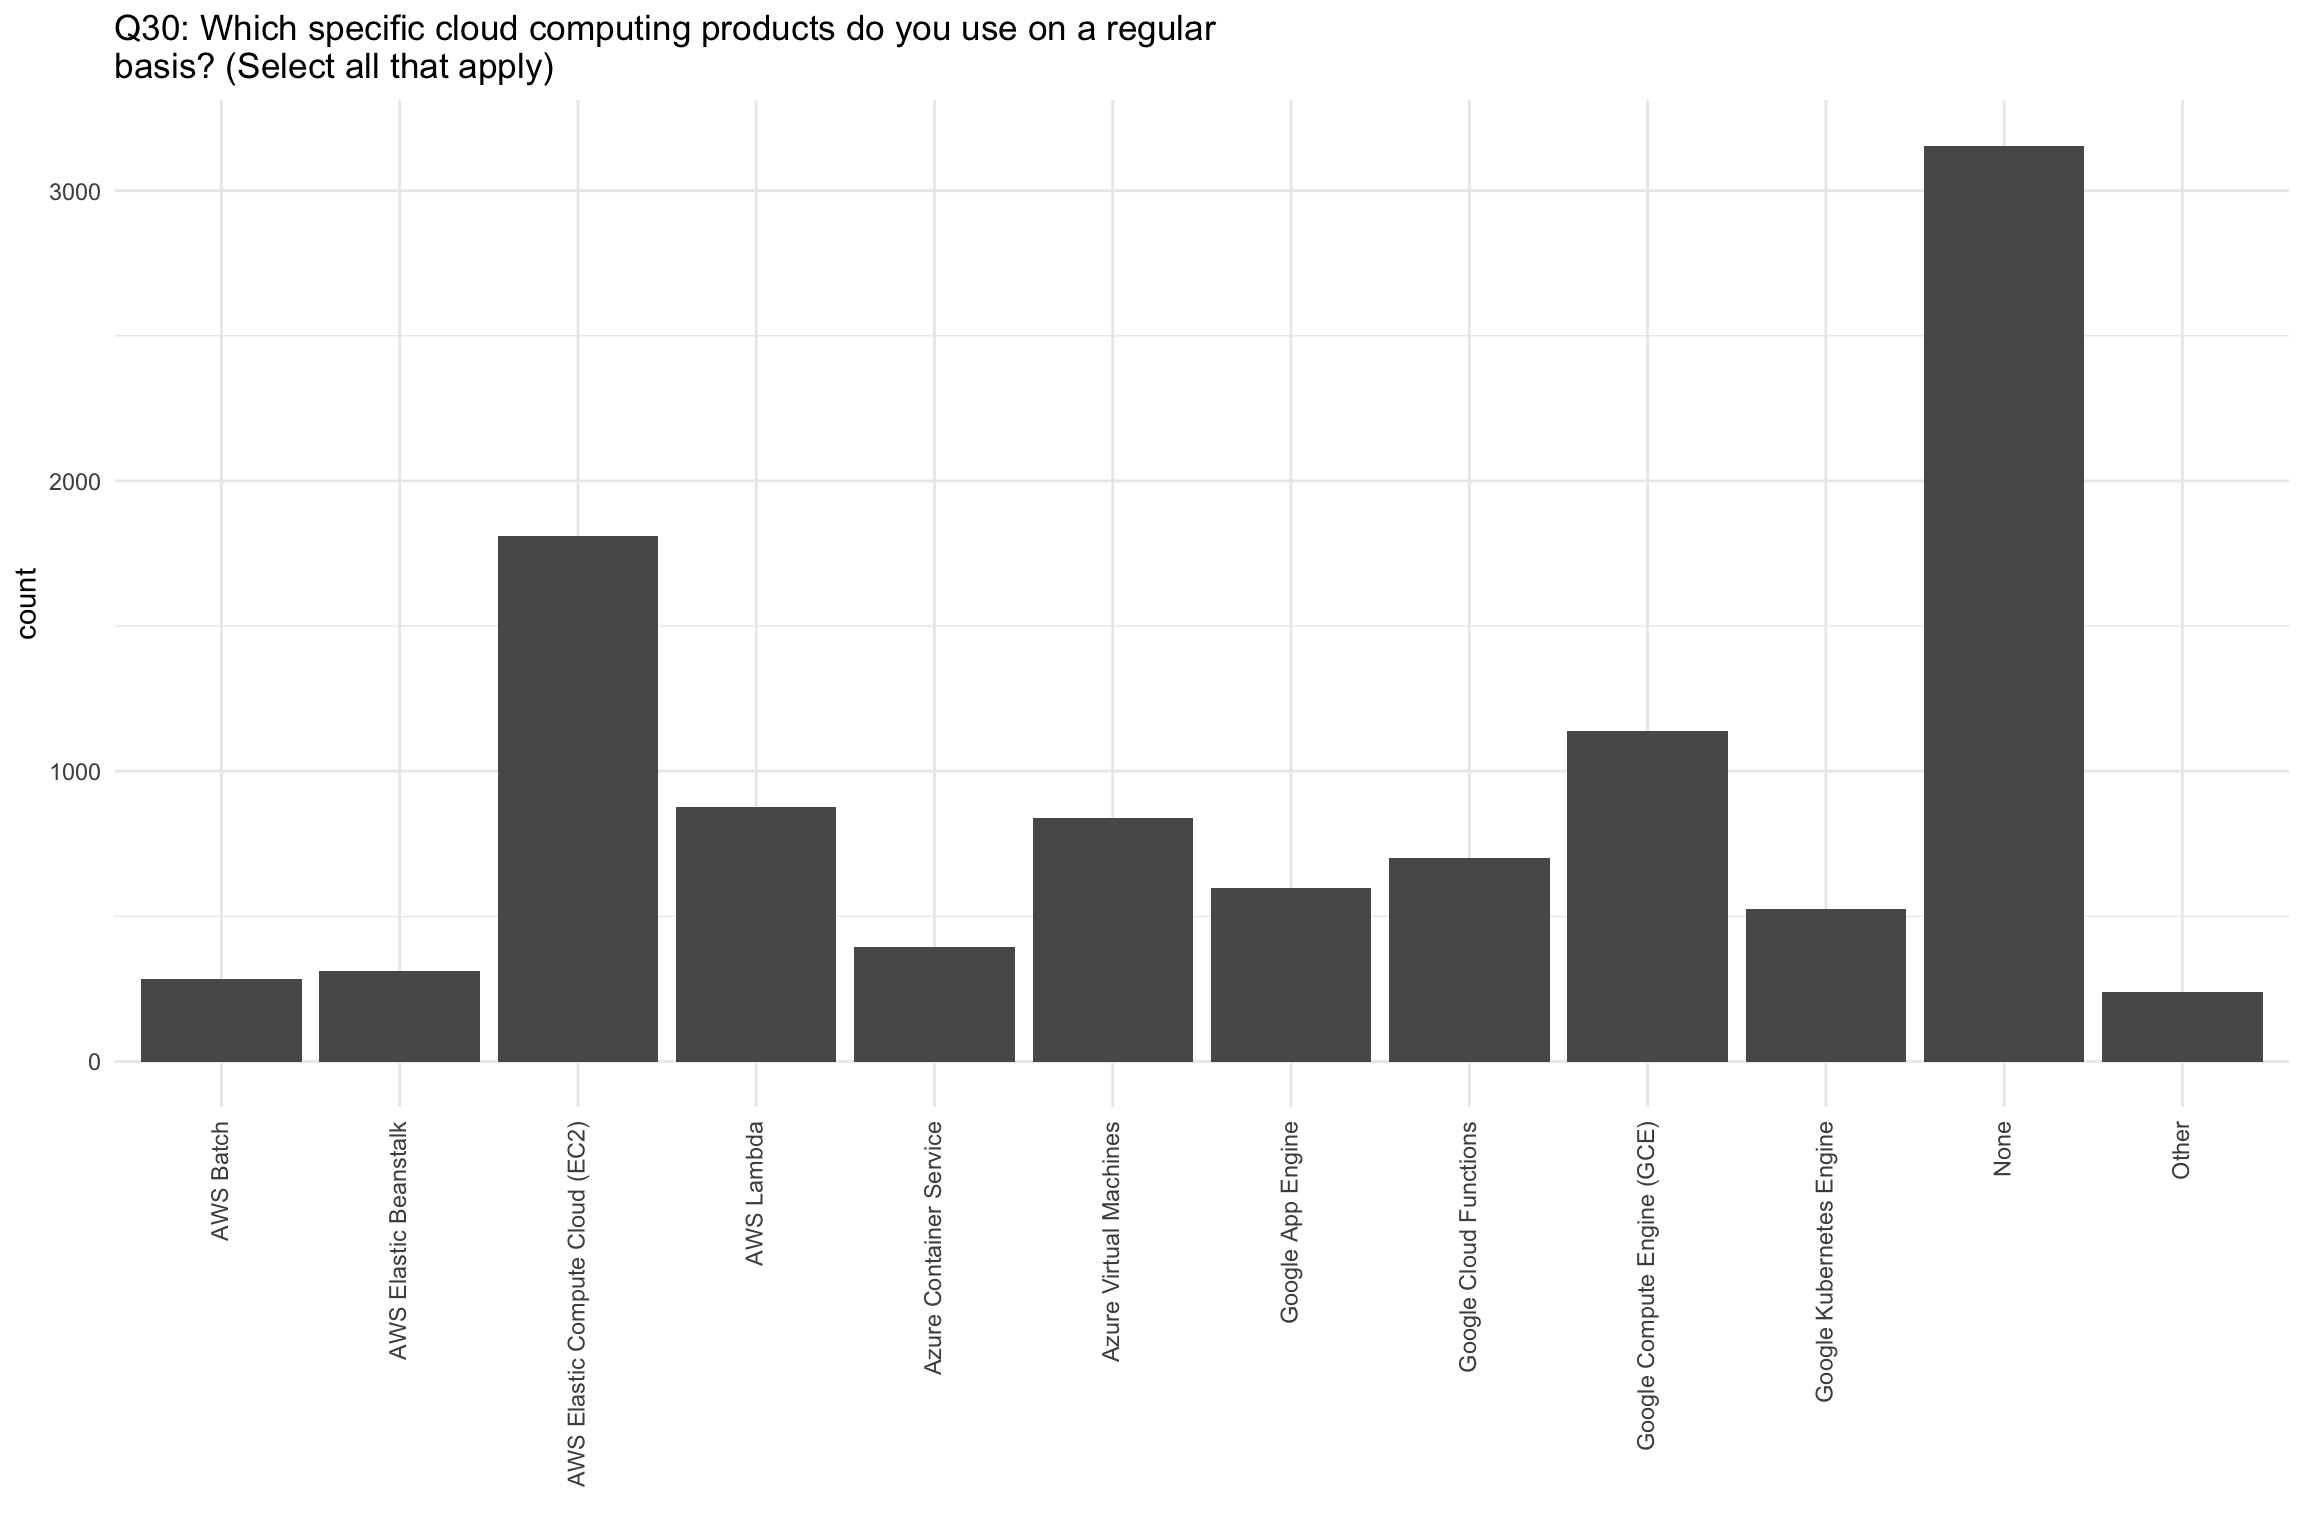 Q30: Which specific cloud computing products do you use on a regular
basis? (Select all that apply)
3000
2000
1000
0
count
AWS Batch
AWS Elastic Beanstalk
AWS Elastic Compute Cloud (EC2)
AWS Lambda
Azure Container Service
Azure Virtual Machines
Google App Engine
Google Cloud Functions
Google Compute Engine (GCE)
Google Kubernetes Engine
None
Other